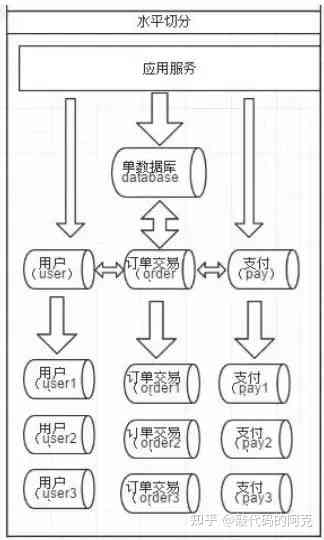 水平切分
应用服务
单数据库
database
用户
(user)
订单交易
(order
支付
(pay)
用户
(user1
订单交易
(order1
支付
(pay1
用户
(user2
订单交易
(order2
支付
(pay2
用户
(user3
订单交易
(order3
支付
(pay3
知乎 @敲代码的阿克